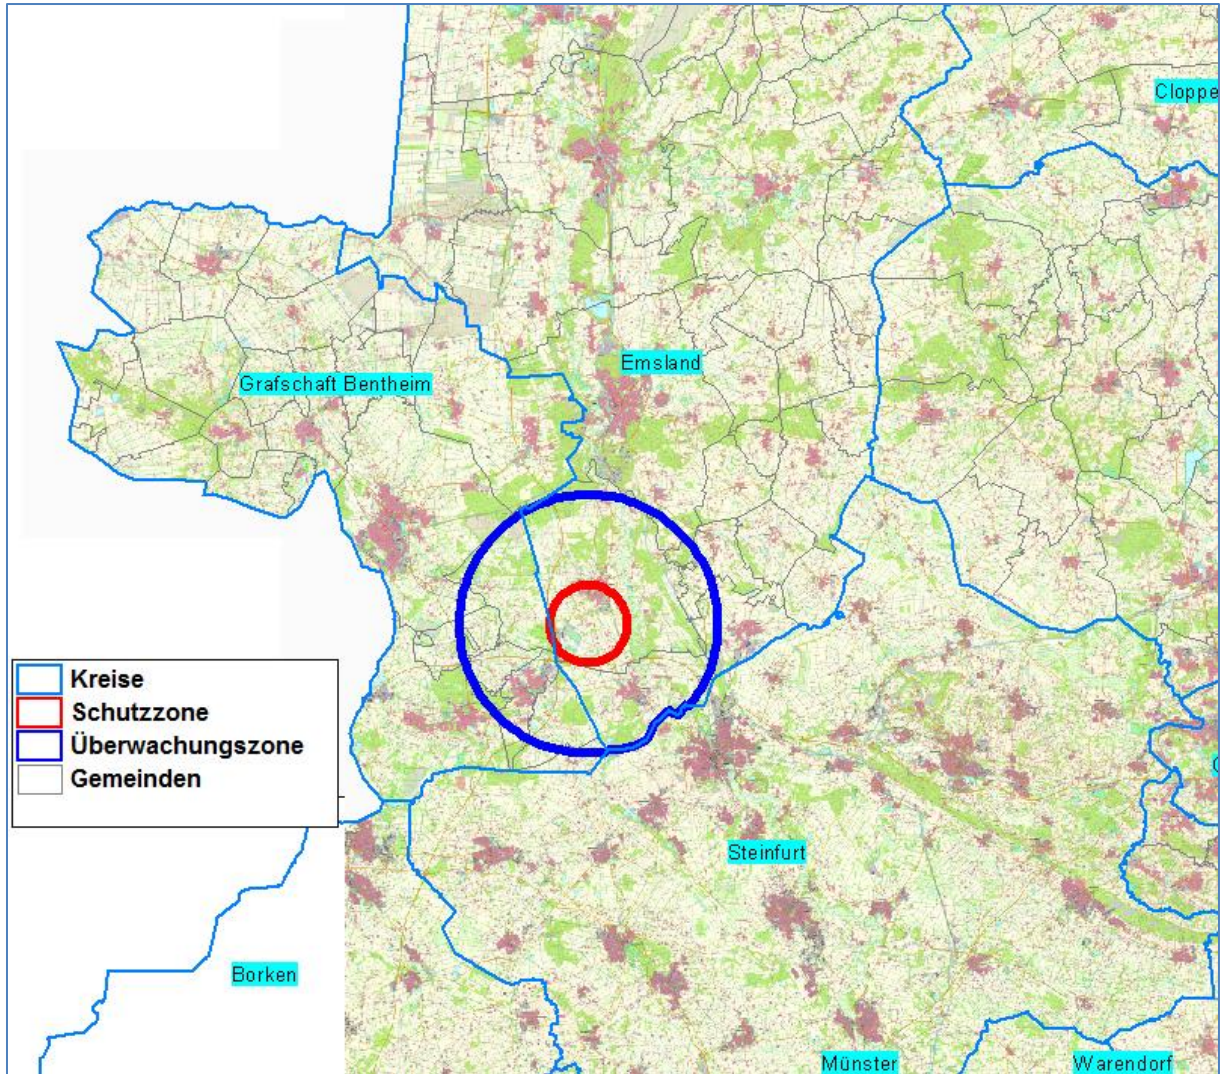 Cloppe
Emsland
Grafschaft Bentheim
Kreise
Schutzzone
Überwachungszone
Gemeinden
Steinfurt
Borken
Münster
Warendorf